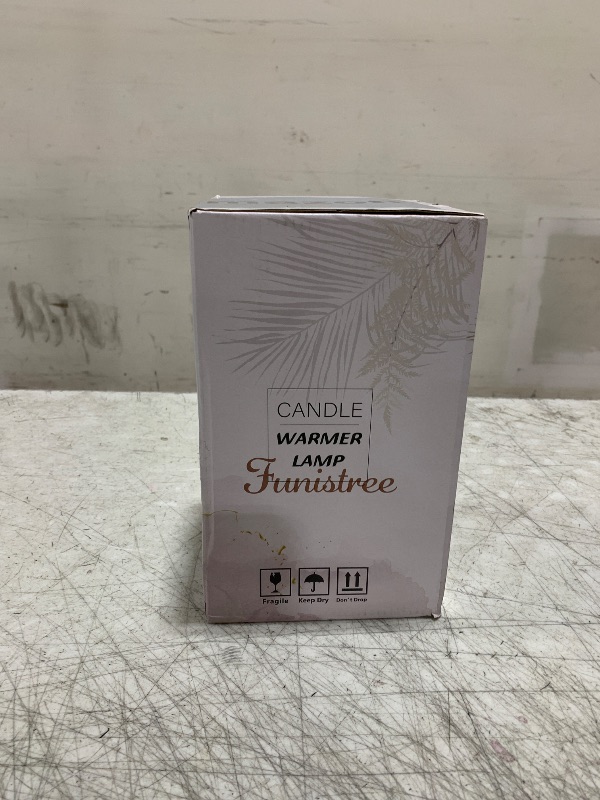 CANDLE
WARMER
LAMP
Funistree
Fragile Keep Dry Don't Drop